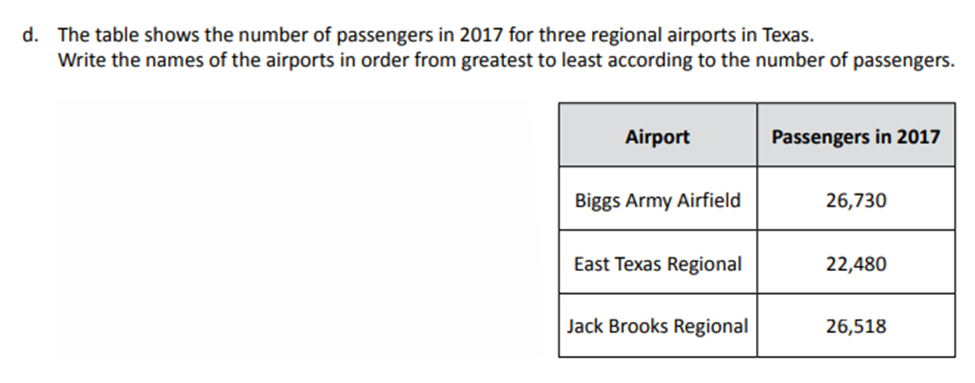 d. The table shows the number of passengers in 2017 for three regional airports in Texas.
Write the names of the airports in order from greatest to least according to the number of passengers.
Airport Passengers in 2017
Biggs Army Airfield 26,730
East Texas Regional 22,480
Jack Brooks Regional 26,518